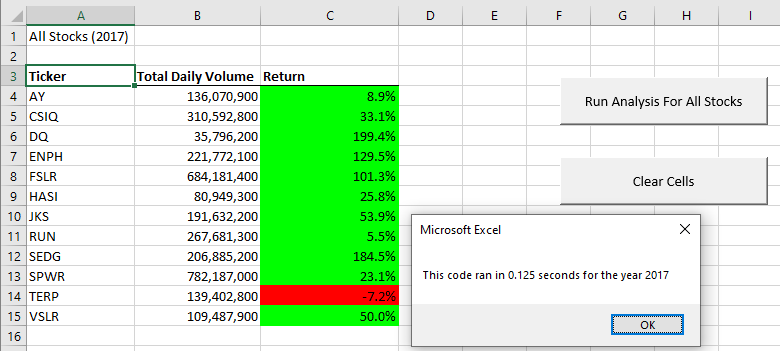 A B C D E F G H I
1 All Stocks (2017)
2
3 Ticker Total Daily Volume Return
4 AY 136,070,900 8.9%
5 CSIQ 310,592,800 33.1%
6 DQ 35,796,200 199.4%
7 ENPH 221,772,100 129.5%
8 FSLR 684,181,400 101.3%
9 HASI 80,949,300 25.8%
10 JKS 191,632,200 53.9%
11 RUN 267,681,300 5.5%
12 SEDG 206,885,200 184.5%
13 SPWR 782,187,000 23.1%
14 TERP 139,402,800 -7.2%
15 VSLR 109,487,900 50.0%
16
Run Analysis For All Stocks
Clear Cells
Microsoft Excel
This code ran in 0.125 seconds for the year 2017
OK